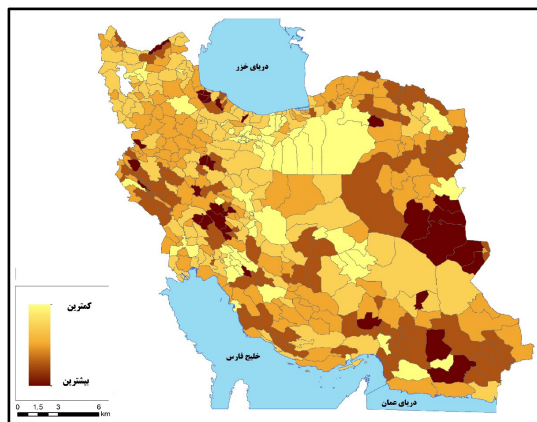 دریای خزر
کمترین
بیشترین
خلیج فارس
دریای عمان
0 1.5 3 6
km